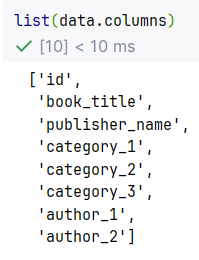 list(data.columns)
[10] < 10 ms
['id',
'book_title',
'publisher_name',
'category_1',
'category_2',
'category_3',
'author_1',
'author_2']